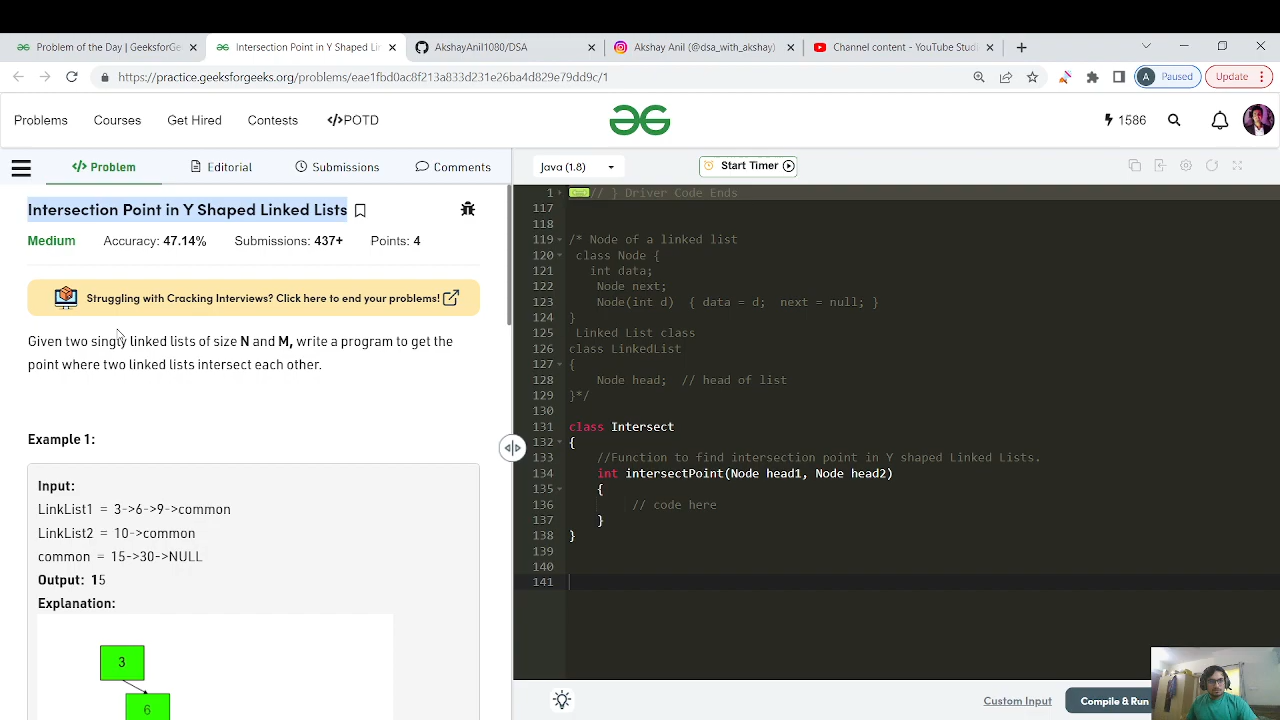 Problem of the Day | GeeksforGee
Intersection Point in Y Shaped Li
AkshayAnil1080/DSA
Akshay Anil (@dsa_with_akshay)
Channel content - YouTube Stud
https://practice.geeksforgeeks.org/problems/eae1fbd0ac8f213a833d231e26ba4d829e79dd9c/1
A Paused
Update
Problems
Courses
Get Hired
Contests
</>POTD
1586
</> Problem
Editorial
Submissions
Comments
Java (1.8)
Start Timer
Intersection Point in Y Shaped Linked Lists
Medium Accuracy: 47.14% Submissions: 437+ Points: 4
Struggling with Cracking Interviews? Click here to end your problems!
Given two singly linked lists of size N and M, write a program to get the
point where two linked lists intersect each other.
Example 1:
Input:
LinkList1 = 3->6->9->common
LinkList2 = 10->common
common = 15->30->NULL
Output: 15
Explanation:
3
6
1 // } Driver Code Ends
117
118
119 /* Node of a linked list
120 class Node {
121 int data;
122 Node next;
123 Node(int d) { data = d; next = null; }
124 }
125 Linked List class
126 class LinkedList
127 {
128 Node head; // head of list
129 }*/
130
131 class Intersect
132 {
133 //Function to find intersection point in Y shaped Linked Lists.
134 int intersectPoint(Node head1, Node head2)
135 {
136 // code here
137 }
138 }
139
140
141
Custom Input
Compile & Run